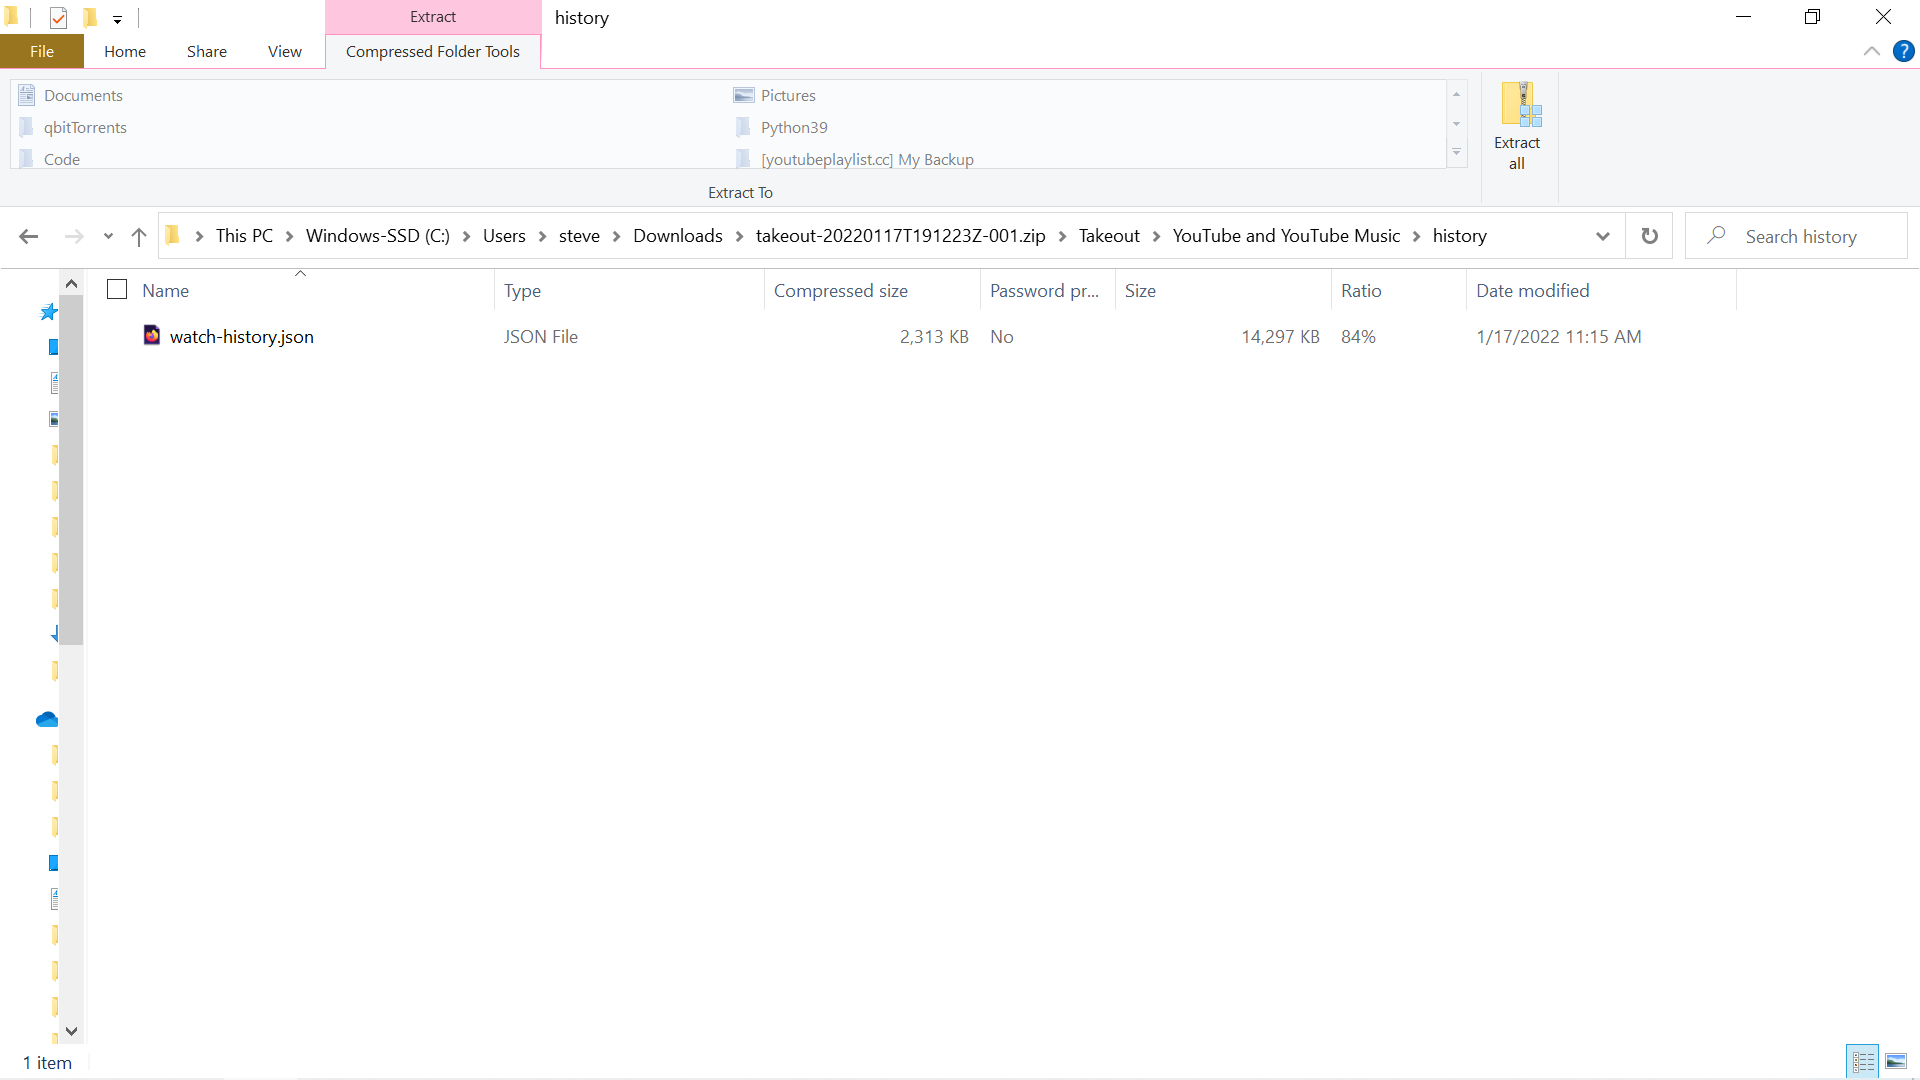 Extract
history
File
Home
Share
View
Compressed Folder Tools
?
Documents
Pictures
qbitTorrents
Python39
Code
[youtubeplaylist.cc] My Backup
Extract all
Extract To
This PC
Windows-SSD (C:)
Users
steve
Downloads
takeout-20220117T191223Z-001.zip
Takeout
YouTube and YouTube Music
history
Search history
Name
Type
Compressed size
Password pr...
Size
Ratio
Date modified
watch-history.json
JSON File
2,313 KB
No
14,297 KB
84%
1/17/2022 11:15 AM
1 item